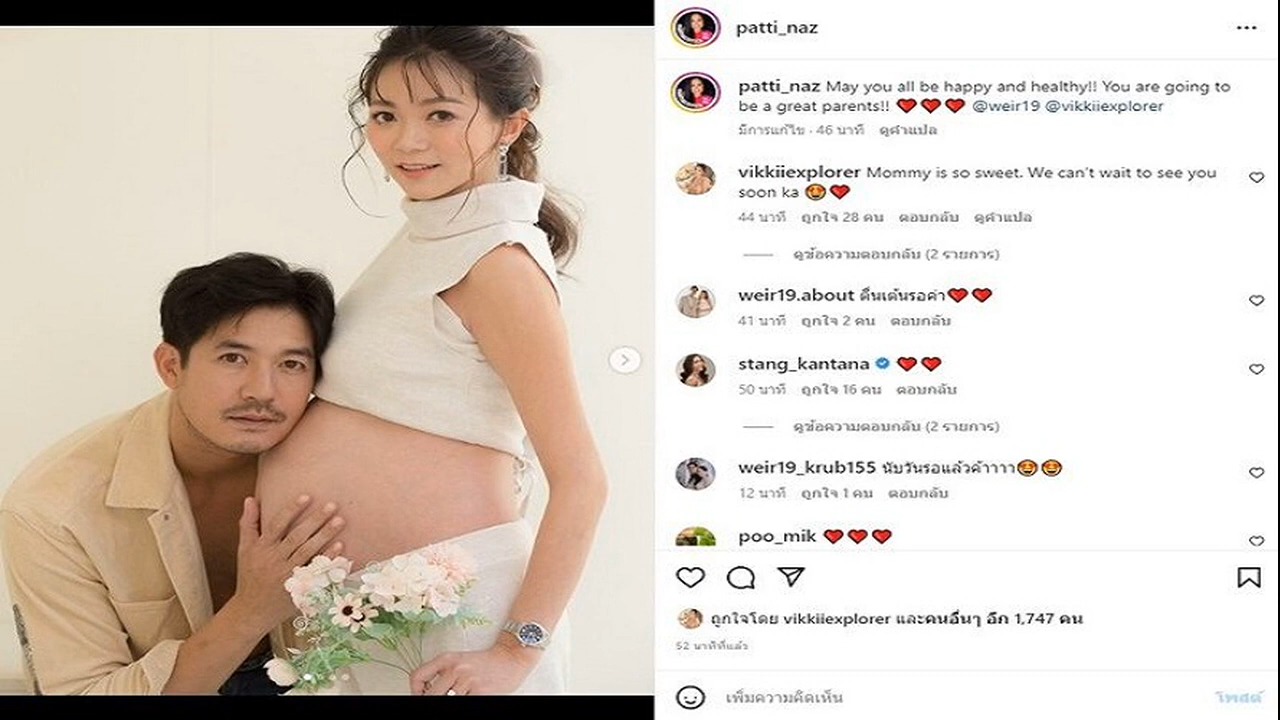 patti_naz
patti_naz May you all be happy and healthy!! You are going to
be a great parents!! ❤️❤️❤️ @weir19 @vikkiiexplorer
มีการแก้ไข · 46 นาที ดูคำแปล
vikkiiexplorer Mommy is so sweet. We can't wait to see you
soon ka 🤩❤️
44 นาที ถูกใจ 28 คน ตอบกลับ ดูคำแปล
ดูข้อความตอบกลับ (2 รายการ)
weir19.about ตื่นเต้นรอค่า❤️❤️
41 นาที ถูกใจ 2 คน ตอบกลับ
stang_kantana ❤️❤️
50 นาที ถูกใจ 16 คน ตอบกลับ
ดูข้อความตอบกลับ (2 รายการ)
weir19_krub155 นับวันรอแล้วค้าาาา🤩🤩
12 นาที ถูกใจ 1 คน ตอบกลับ
poo_mik ❤️❤️❤️
ถูกใจโดย vikkiiexplorer และคนอื่นๆ อีก 1,747 คน
52 นาทีที่แล้ว
เพิ่มความคิดเห็น
โพสต์